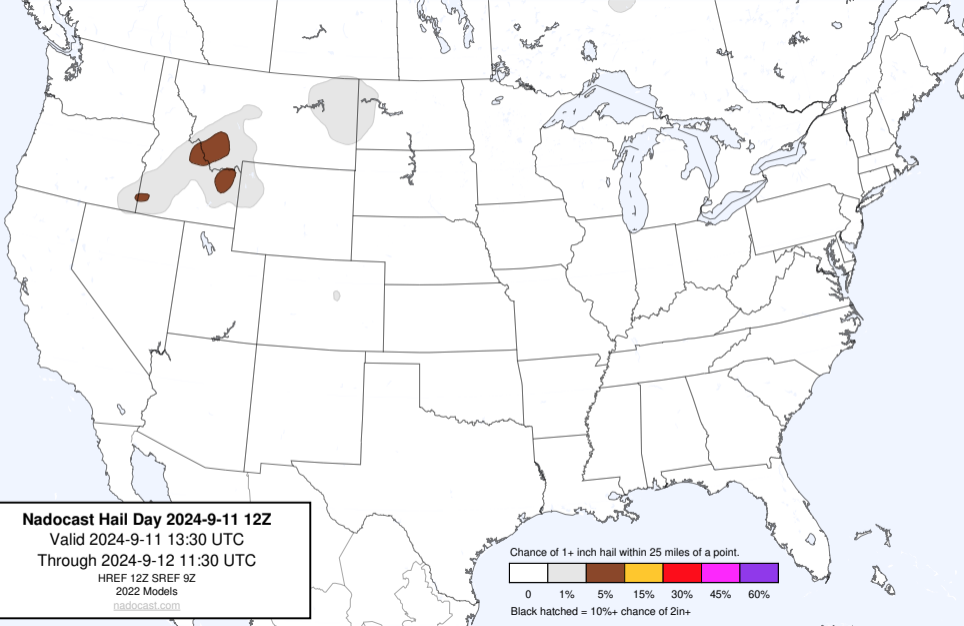 Nadocast Hail Day 2024-9-11 12Z
Valid 2024-9-11 13:30 UTC
Through 2024-9-12 11:30 UTC
HREF 12Z SREF 9Z
2022 Models
nadocast.com
Chance of 1+ inch hail within 25 miles of a point.
0 1% 5% 15% 30% 45% 60%
Black hatched = 10%+ chance of 2in+